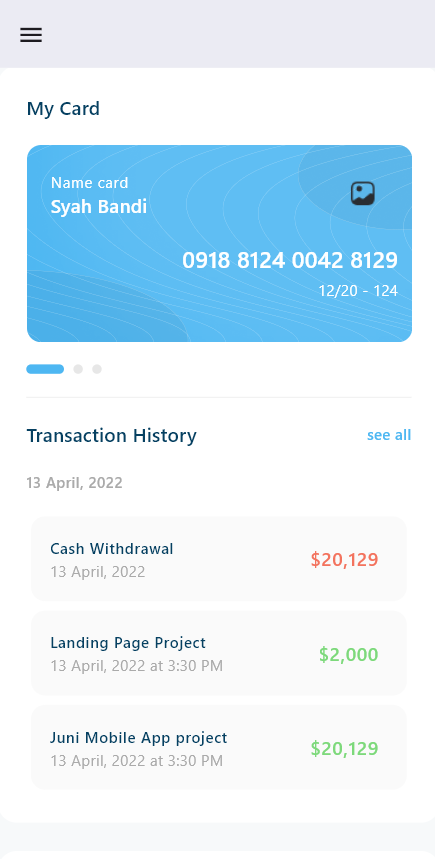 My Card
Name card
Syah Bandi
0918 8124 0042 8129
12/20 - 124
Transaction History
see all
13 April, 2022
Cash Withdrawal
13 April, 2022
$20,129
Landing Page Project
13 April, 2022 at 3:30 PM
$2,000
Juni Mobile App project
13 April, 2022 at 3:30 PM
$20,129